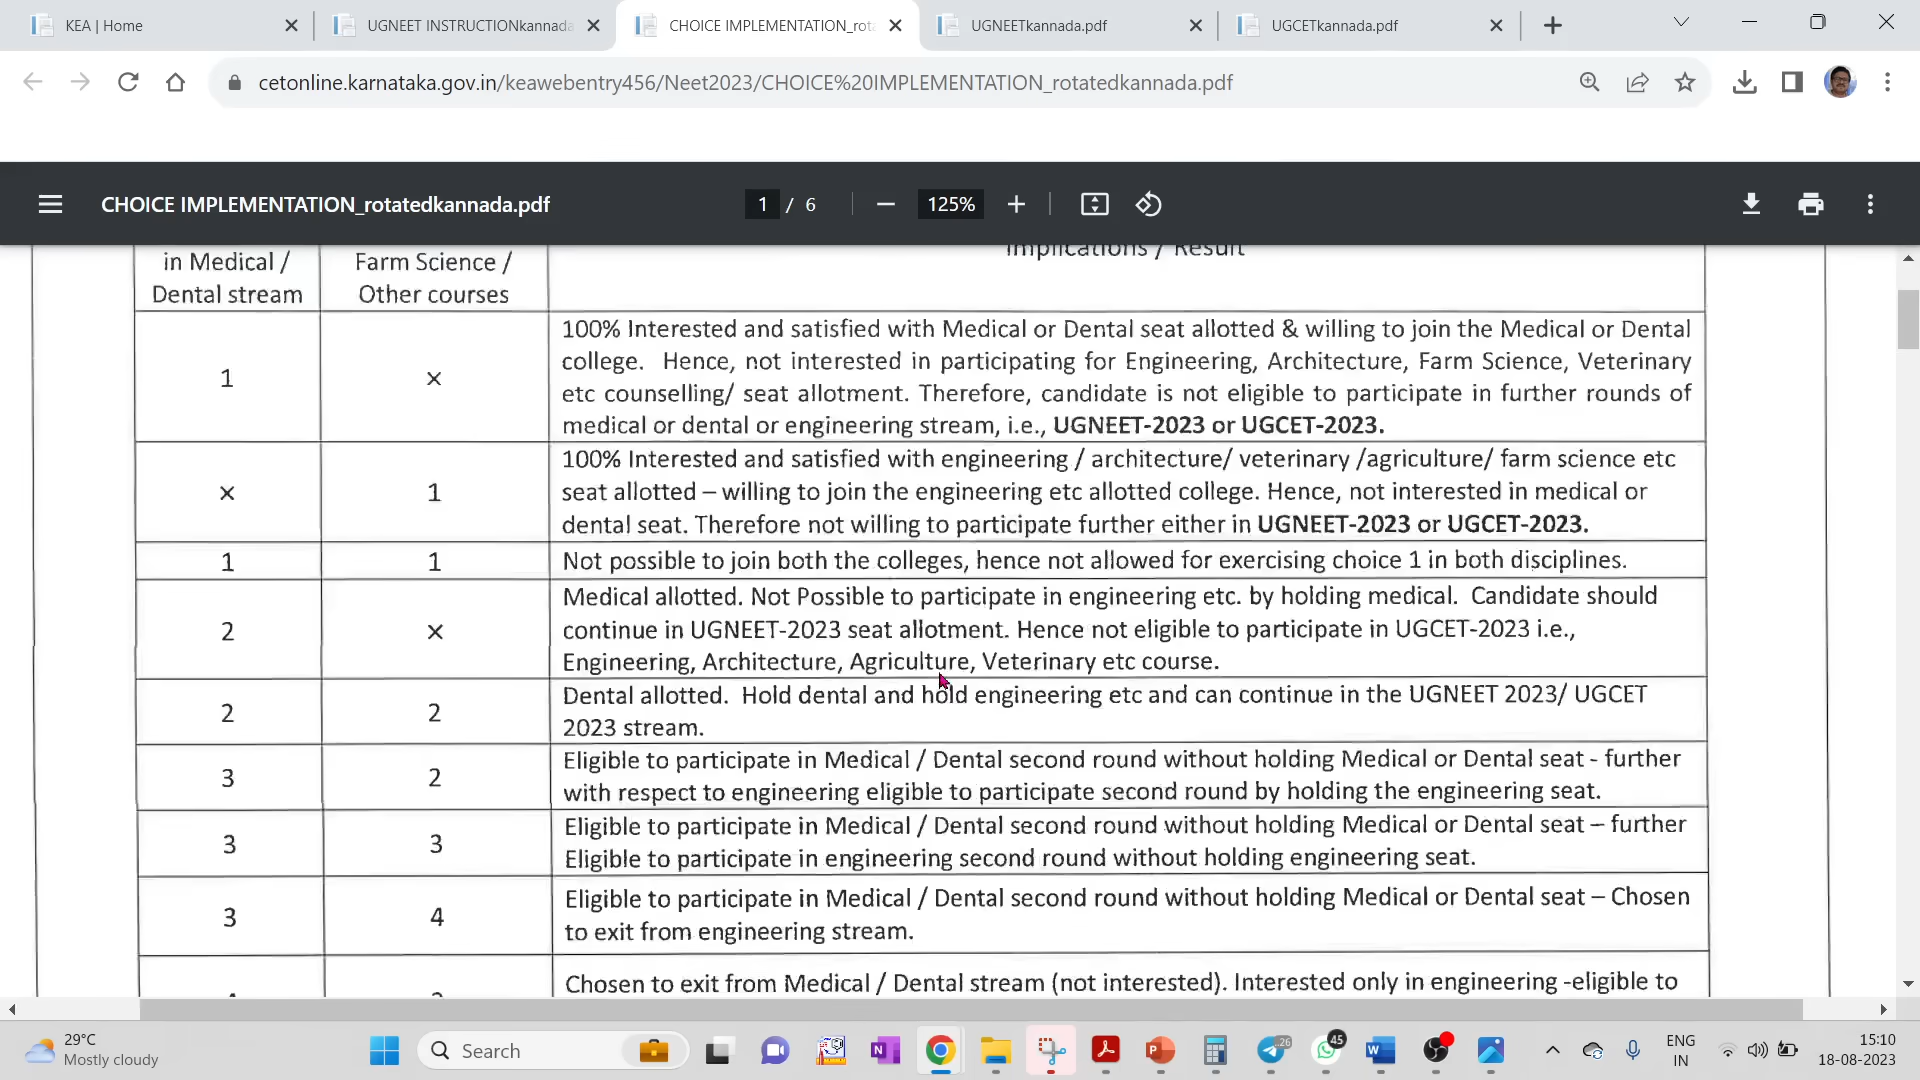 KEA | Home
UGNEET INSTRUCTIONkannada
CHOICE IMPLEMENTATION_rot
UGNEETkannada.pdf
UGCETkannada.pdf
cetonline.karnataka.gov.in/keawebentry456/Neet2023/CHOICE%20IMPLEMENTATION_rotatedkannada.pdf
CHOICE IMPLEMENTATION_rotatedkannada.pdf
1 / 6
125%
Implications / Result
in Medical /
Dental stream
Farm Science /
Other courses
1
×
100% Interested and satisfied with Medical or Dental seat allotted & willing to join the Medical or Dental
college. Hence, not interested in participating for Engineering, Architecture, Farm Science, Veterinary
etc counselling/ seat allotment. Therefore, candidate is not eligible to participate in further rounds of
medical or dental or engineering stream, i.e., UGNEET-2023 or UGCET-2023.
×
1
100% Interested and satisfied with engineering / architecture/ veterinary /agriculture/ farm science etc
seat allotted – willing to join the engineering etc allotted college. Hence, not interested in medical or
dental seat. Therefore not willing to participate further either in UGNEET-2023 or UGCET-2023.
1
1
Not possible to join both the colleges, hence not allowed for exercising choice 1 in both disciplines.
2
×
Medical allotted. Not Possible to participate in engineering etc. by holding medical. Candidate should
continue in UGNEET-2023 seat allotment. Hence not eligible to participate in UGCET-2023 i.e.,
Engineering, Architecture, Agriculture, Veterinary etc course.
2
2
Dental allotted. Hold dental and hold engineering etc and can continue in the UGNEET 2023/ UGCET
2023 stream.
3
2
Eligible to participate in Medical / Dental second round without holding Medical or Dental seat - further
with respect to engineering eligible to participate second round by holding the engineering seat.
3
3
Eligible to participate in Medical / Dental second round without holding Medical or Dental seat – further
Eligible to participate in engineering second round without holding engineering seat.
3
4
Eligible to participate in Medical / Dental second round without holding Medical or Dental seat – Chosen
to exit from engineering stream.
Chosen to exit from Medical / Dental stream (not interested). Interested only in engineering -eligible to
29°C
Mostly cloudy
Search
26
45
ENG
IN
15:10
18-08-2023